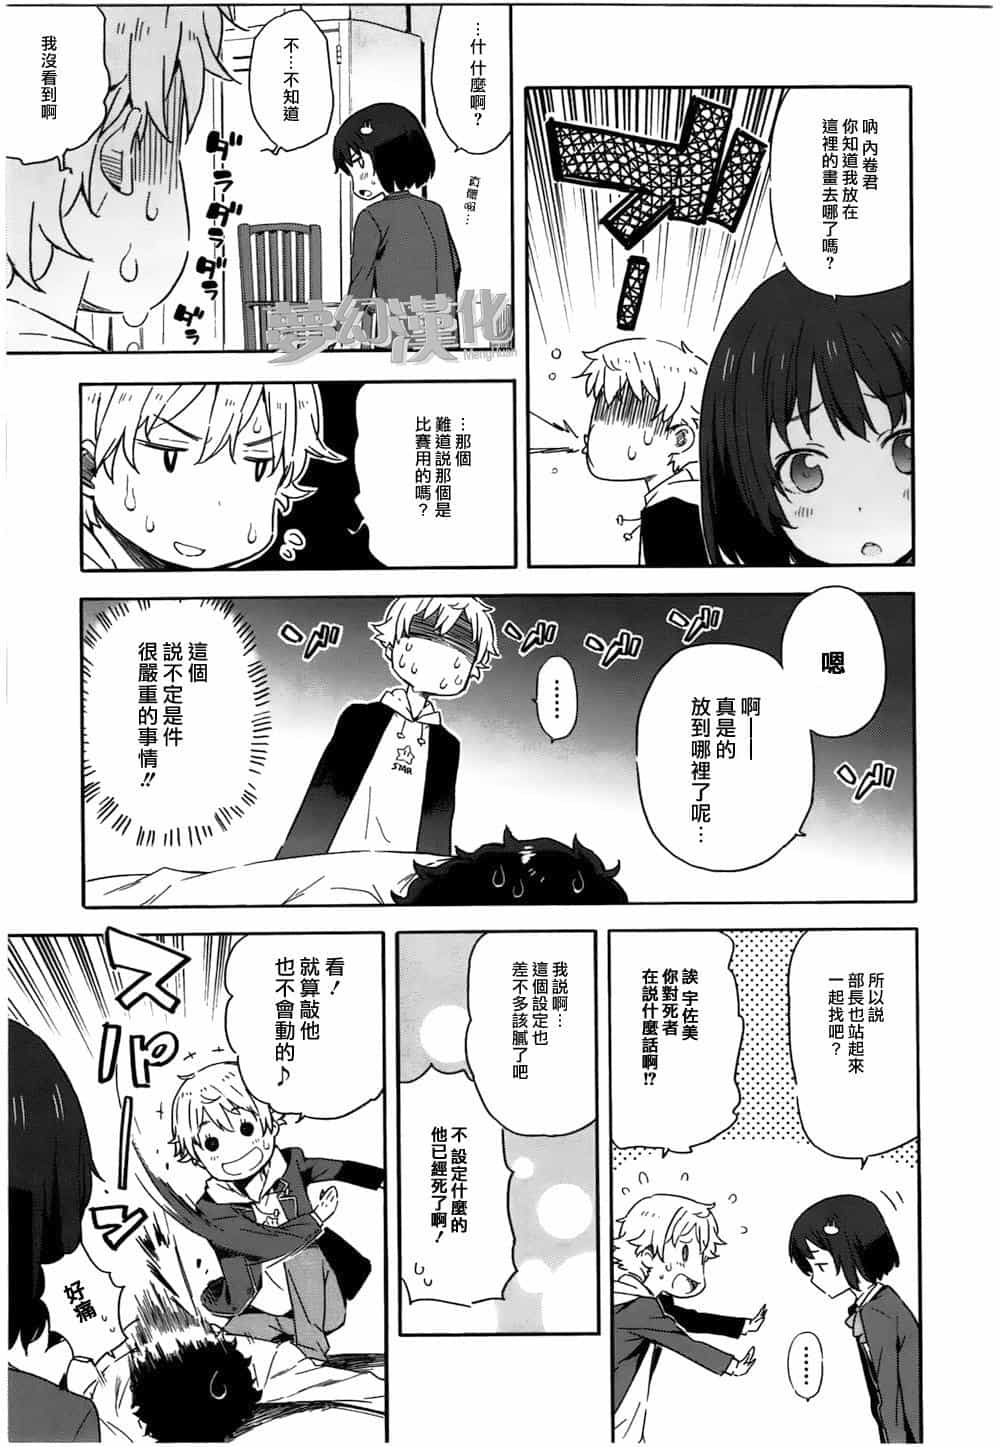 吶 內卷君
你知道我放在
這裡的畫去哪了嗎?
ギ
…什 什麼啊?
不…不知道
真個啦…
我沒看到啊
ダラ
ダラ
ダラ
ダラ
…那個
難道說那個是
比賽用的嗎?
嗯
啊——
真是的
放到哪裡了呢…
……
這個
說不定是件
很嚴重的事情!!
所以說
部長也站起來
一起找吧?
誒 宇佐美
你對死者
在說什麼話啊!?
……
我說啊…
這個設定也
差不多該膩了吧
不 設定什麼的
他已經死了啊!
看!
就算敲他
也不會動的♪
スパーン
好痛
STAR
夢幻漢化
MengHuan